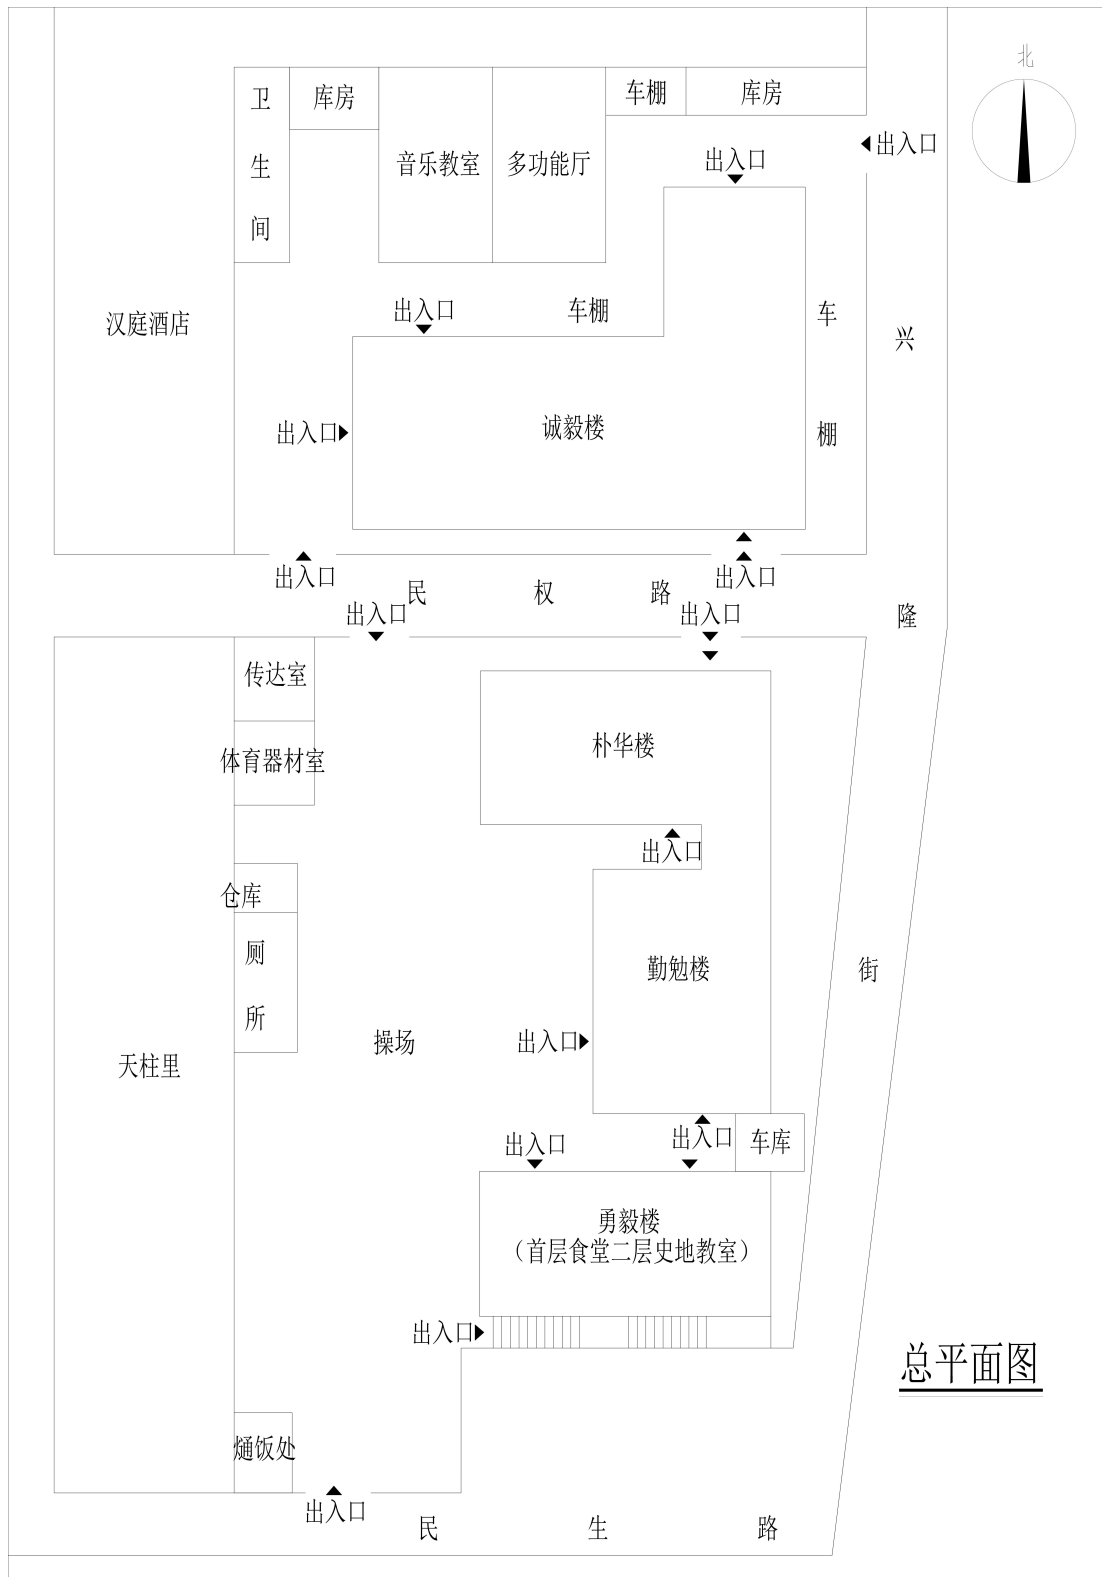 北
卫生间
库房
车棚
库房
音乐教室
多功能厅
出入口
出入口
汉庭酒店
出入口
车棚
车棚
兴隆街
出入口
诚毅楼
出入口
出入口
民权路
出入口
出入口
传达室
体育器材室
朴华楼
出入口
仓库
厕所
勤勉楼
操场
出入口
天柱里
出入口
出入口
车库
勇毅楼
（首层食堂二层史地教室）
出入口
总平面图
饭处
出入口
民生路